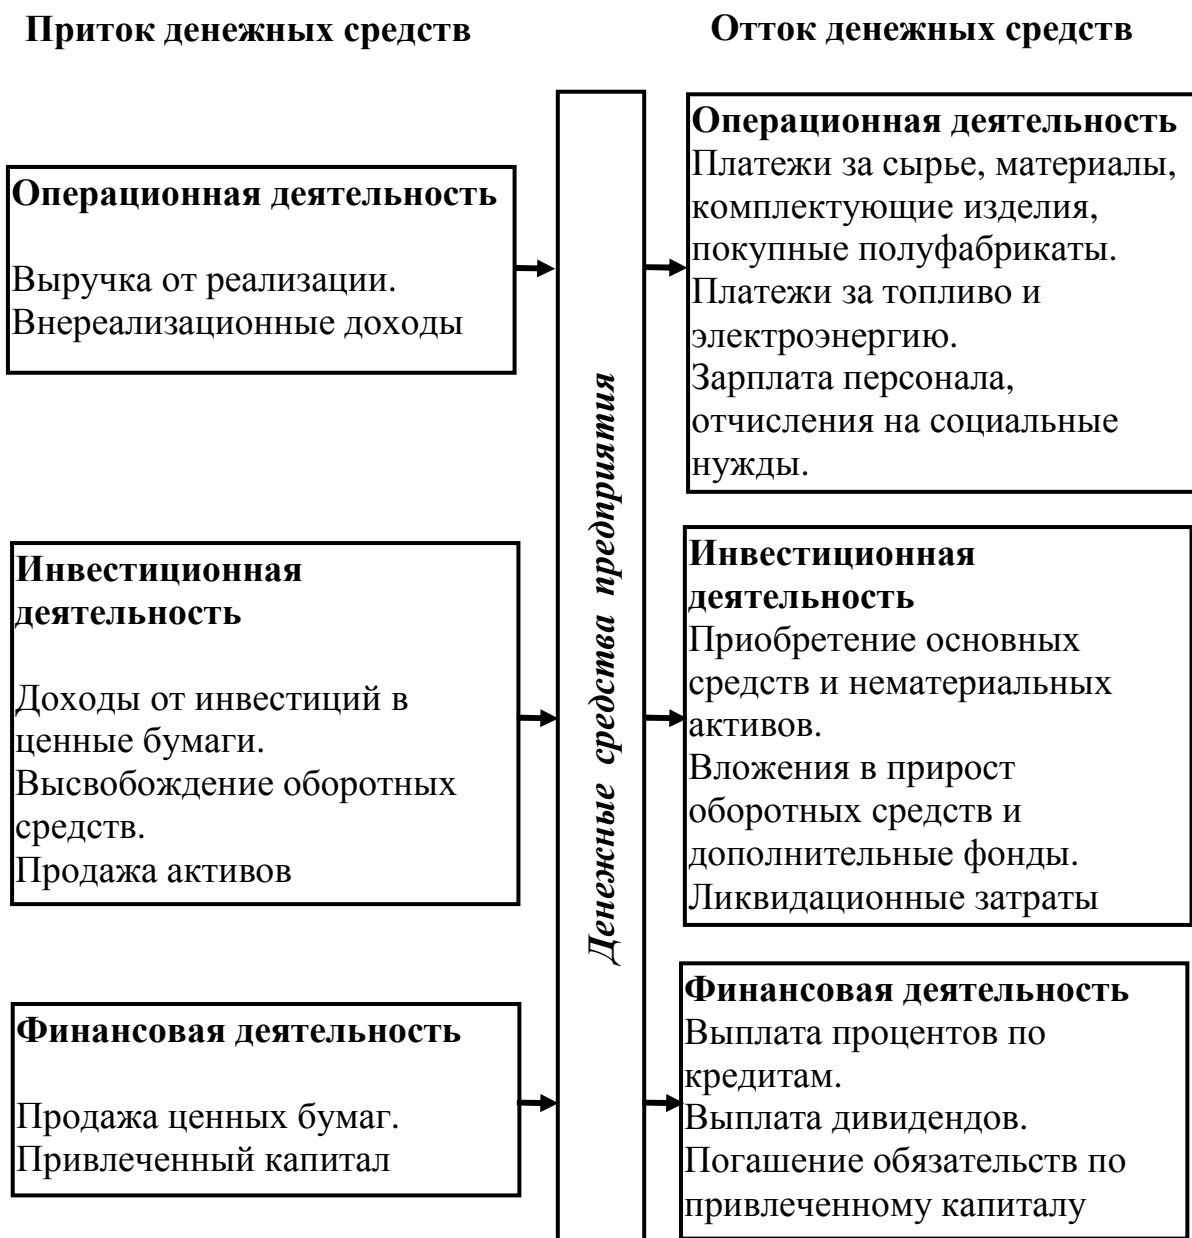 Приток денежных средств
Отток денежных средств
Операционная деятельность
Выручка от реализации.
Внереализационные доходы
Инвестиционная
деятельность
Доходы от инвестиций в
ценные бумаги.
Высвобождение оборотных
средств.
Продажа активов
Финансовая деятельность
Продажа ценных бумаг.
Привлеченный капитал
Денежные средства предприятия
Операционная деятельность
Платежи за сырье, материалы,
комплектующие изделия,
покупные полуфабрикаты.
Платежи за топливо и
электроэнергию.
Зарплата персонала,
отчисления на социальные
нужды.
Инвестиционная
деятельность
Приобретение основных
средств и нематериальных
активов.
Вложения в прирост
оборотных средств и
дополнительные фонды.
Ликвидационные затраты
Финансовая деятельность
Выплата процентов по
кредитам.
Выплата дивидендов.
Погашение обязательств по
привлеченному капиталу